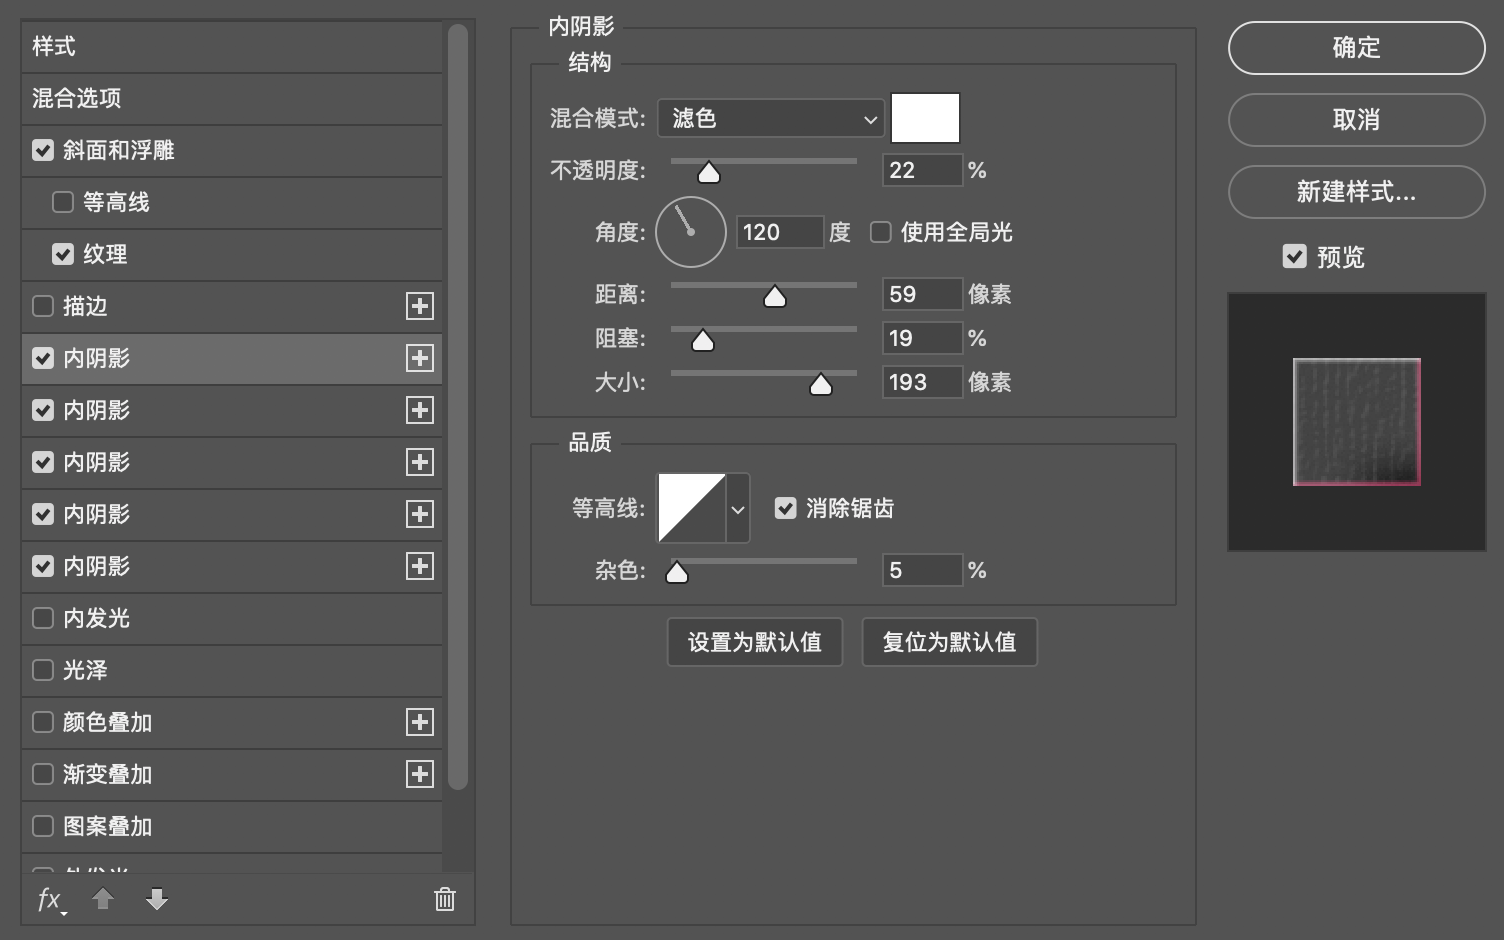 样式
混合选项
斜面和浮雕
等高线
纹理
描边
内阴影
内阴影
内阴影
内阴影
内阴影
内发光
光泽
颜色叠加
渐变叠加
图案叠加
fx
内阴影
结构
混合模式: 滤色
不透明度: 22 %
角度: 120 度 使用全局光
距离: 59 像素
阻塞: 19 %
大小: 193 像素
品质
等高线: 消除锯齿
杂色: 5 %
设置为默认值 复位为默认值
确定
取消
新建样式...
预览